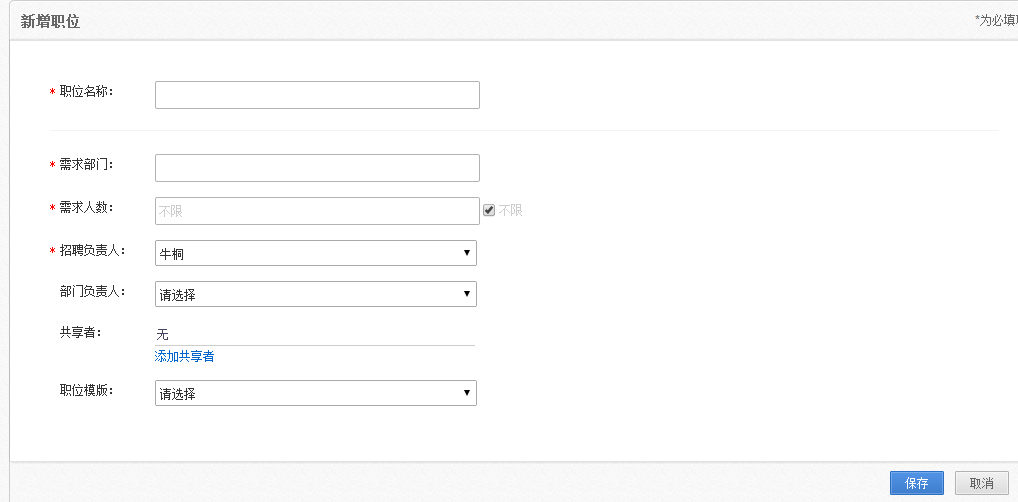 新增职位
*为必填
* 职位名称：
* 需求部门：
* 需求人数： 不限 不限
* 招聘负责人： 牛桐
部门负责人： 请选择
共享者： 无
添加共享者
职位模版： 请选择
保存 取消